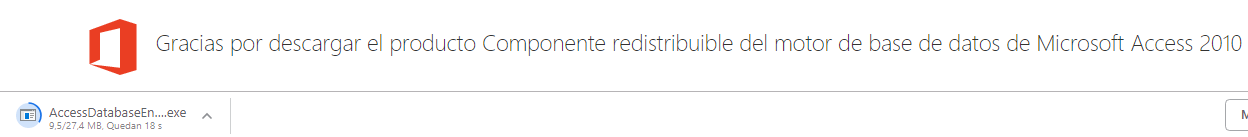 Gracias por descargar el producto Componente redistribuible del motor de base de datos de Microsoft Access 2010
AccessDatabaseEn....exe
9,5/27,4 MB, Quedan 18 s
M